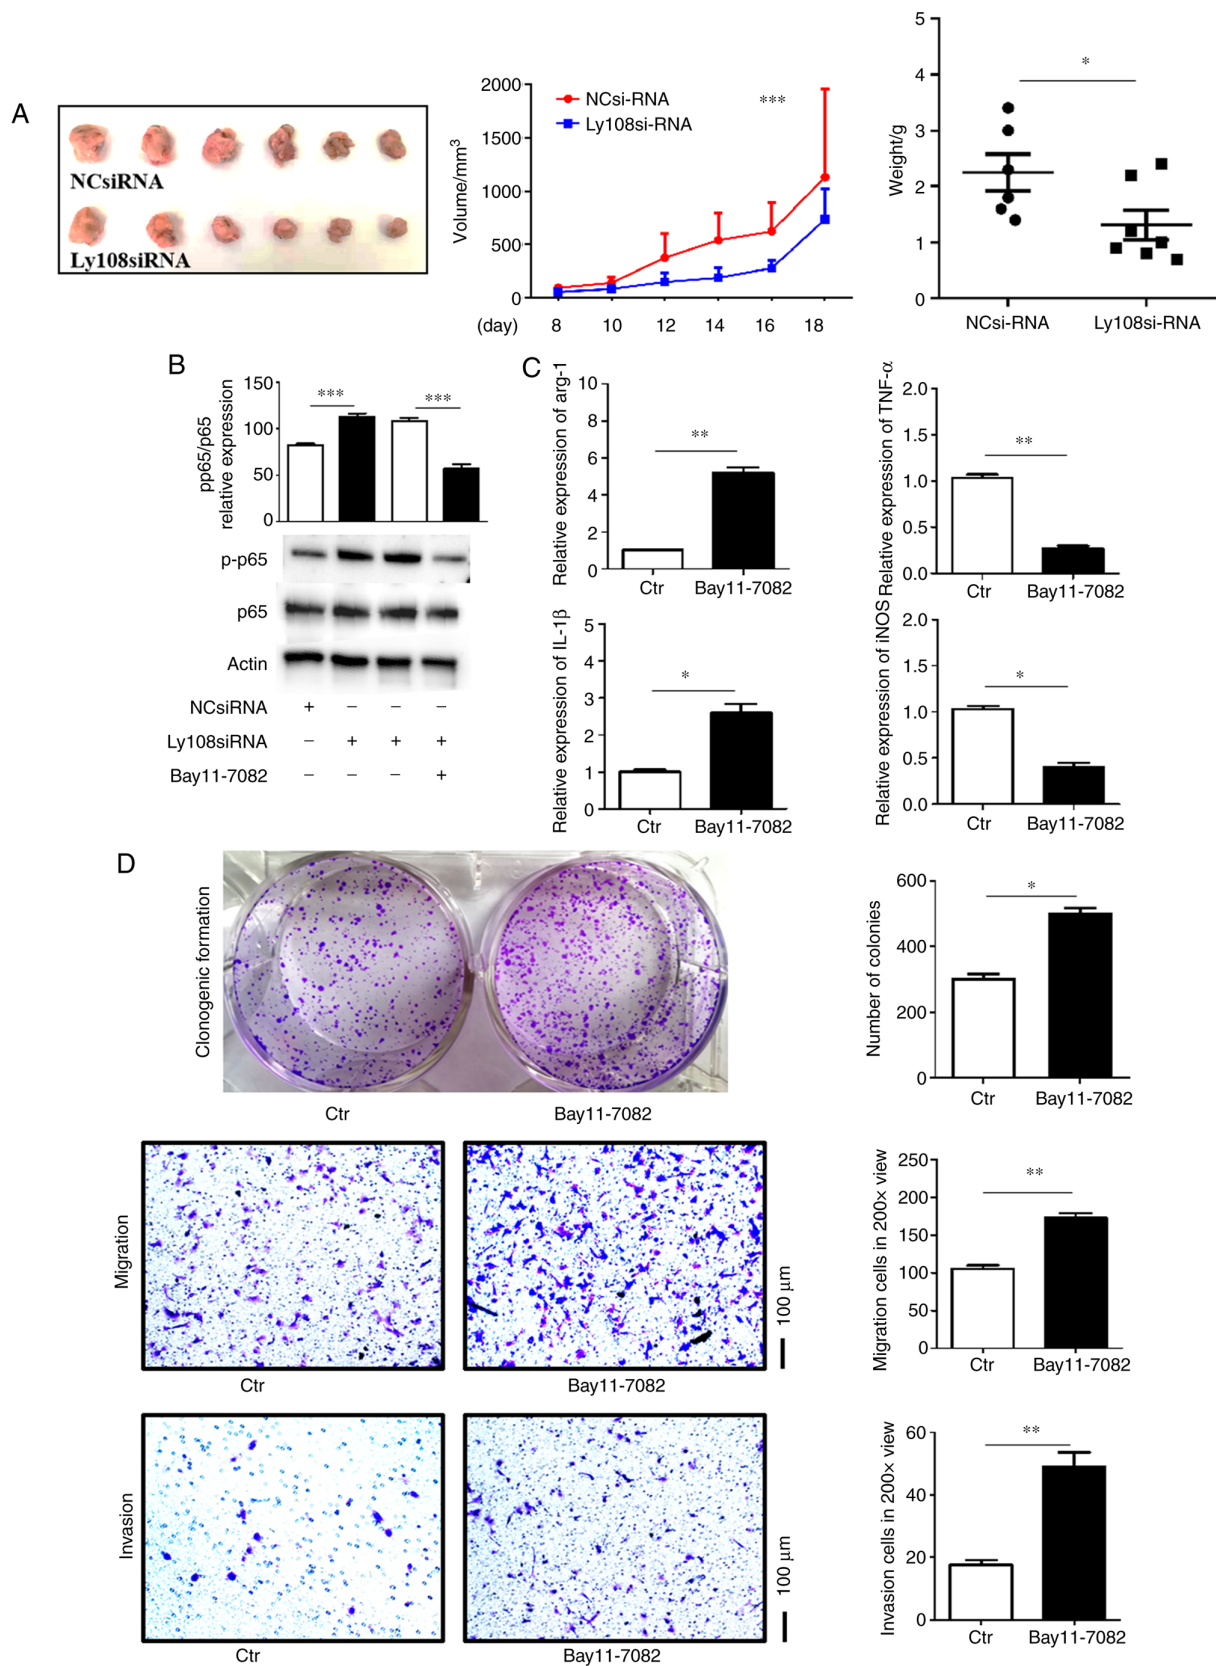 A
NCsiRNA
Ly108siRNA
Volume/mm3
2000
1500
1000
500
0
NCsi-RNA
Ly108si-RNA
***
(day) 8 10 12 14 16 18
Weight/g
5
4
3
2
1
0
*
NCsi-RNA Ly108si-RNA
B
pp65/p65
relative expression
150
100
50
0
*** ***
p-p65
p65
Actin
NCsiRNA + − − −
Ly108siRNA − + + +
Bay11-7082 − − − +
C
Relative expression of arg-1
10
8
6
4
2
0
**
Ctr Bay11-7082
Relative expression of TNF-α
2.0
1.5
1.0
0.5
0.0
**
Ctr Bay11-7082
Relative expression of IL-1β
5
4
3
2
1
0
*
Ctr Bay11-7082
Relative expression of iNOS
2.0
1.5
1.0
0.5
0.0
*
Ctr Bay11-7082
D
Clonogenic formation
Ctr Bay11-7082
Number of colonies
600
400
200
0
*
Ctr Bay11-7082
Migration
Ctr Bay11-7082
100 µm
Migration cells in 200× view
250
200
150
100
50
0
**
Ctr Bay11-7082
Invasion
Ctr Bay11-7082
100 µm
Invasion cells in 200× view
60
40
20
0
**
Ctr Bay11-7082